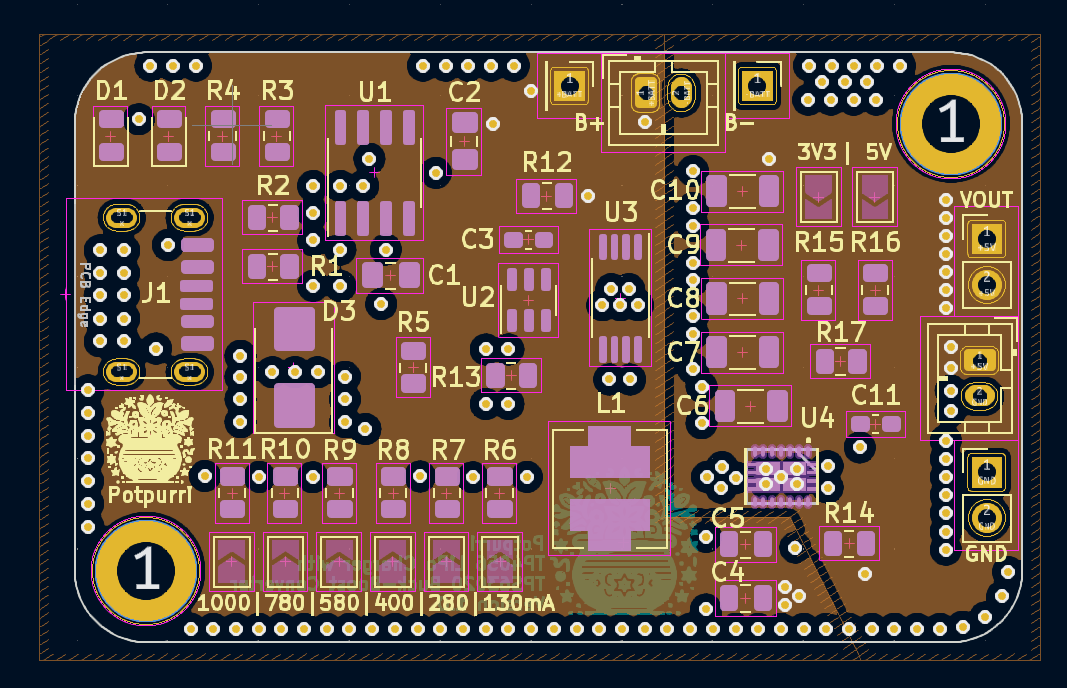 D1 D2 R4 R3 U1 C2
B+ B-
3V3 | 5V
1
R12
R2 U3 C10 VOUT
C3 C9 R15 R16
R1 C1
J1 U2 C8
PCB Edge
D3 R5 R17
R13 C7
L1 C6 C11
U4
R11 R10 R9 R8 R7 R6
Potpurri
C5 R14
1
GND
C4
1000 | 780 | 580 | 400 | 280 | 130mA